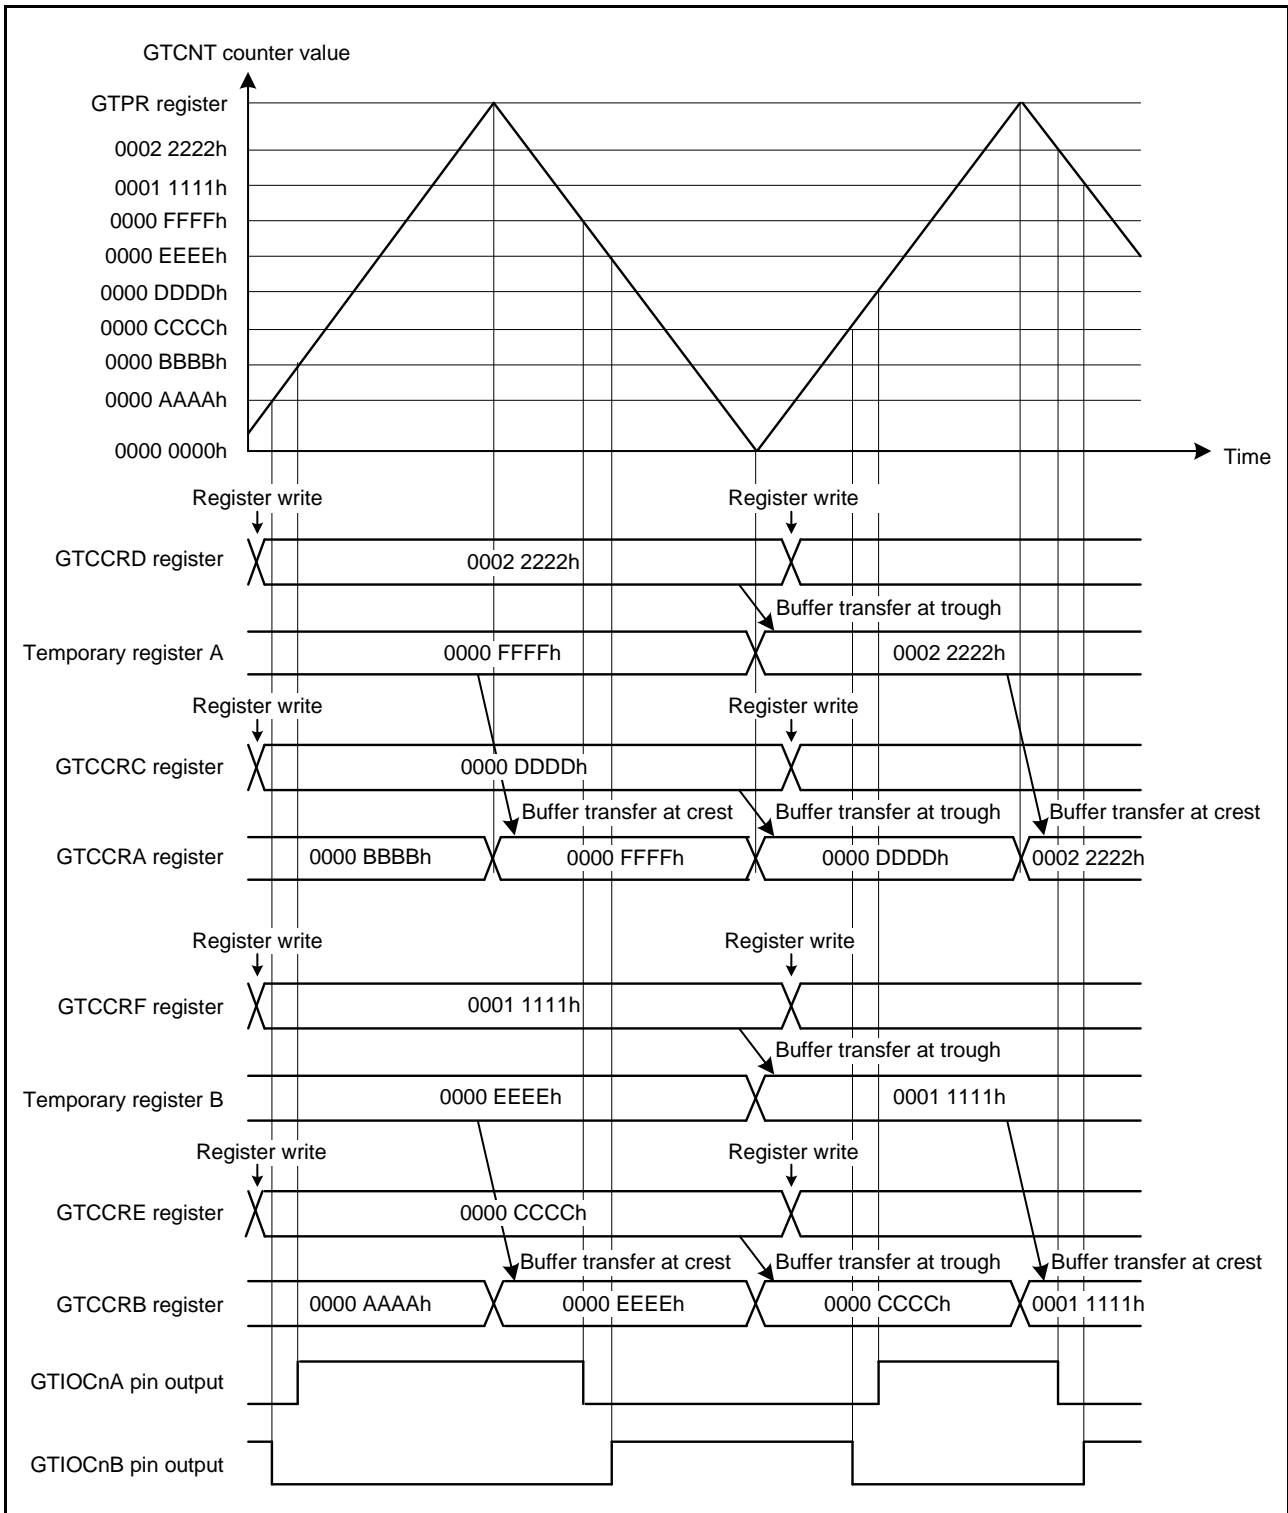 GTCNT counter value
GTPR register
0002 2222h
0001 1111h
0000 FFFFh
0000 EEEEh
0000 DDDDh
0000 CCCCh
0000 BBBBh
0000 AAAAh
0000 0000h
Time
Register write Register write
GTCCRD register 0002 2222h
Buffer transfer at trough
Temporary register A 0000 FFFFh 0002 2222h
Register write Register write
GTCCRC register 0000 DDDDh
Buffer transfer at crest Buffer transfer at trough Buffer transfer at crest
GTCCRA register 0000 BBBBh 0000 FFFFh 0000 DDDDh 0002 2222h
Register write Register write
GTCCRF register 0001 1111h
Buffer transfer at trough
Temporary register B 0000 EEEEh 0001 1111h
Register write Register write
GTCCRE register 0000 CCCCh
Buffer transfer at crest Buffer transfer at trough Buffer transfer at crest
GTCCRB register 0000 AAAAh 0000 EEEEh 0000 CCCCh 0001 1111h
GTIOCnA pin output
GTIOCnB pin output